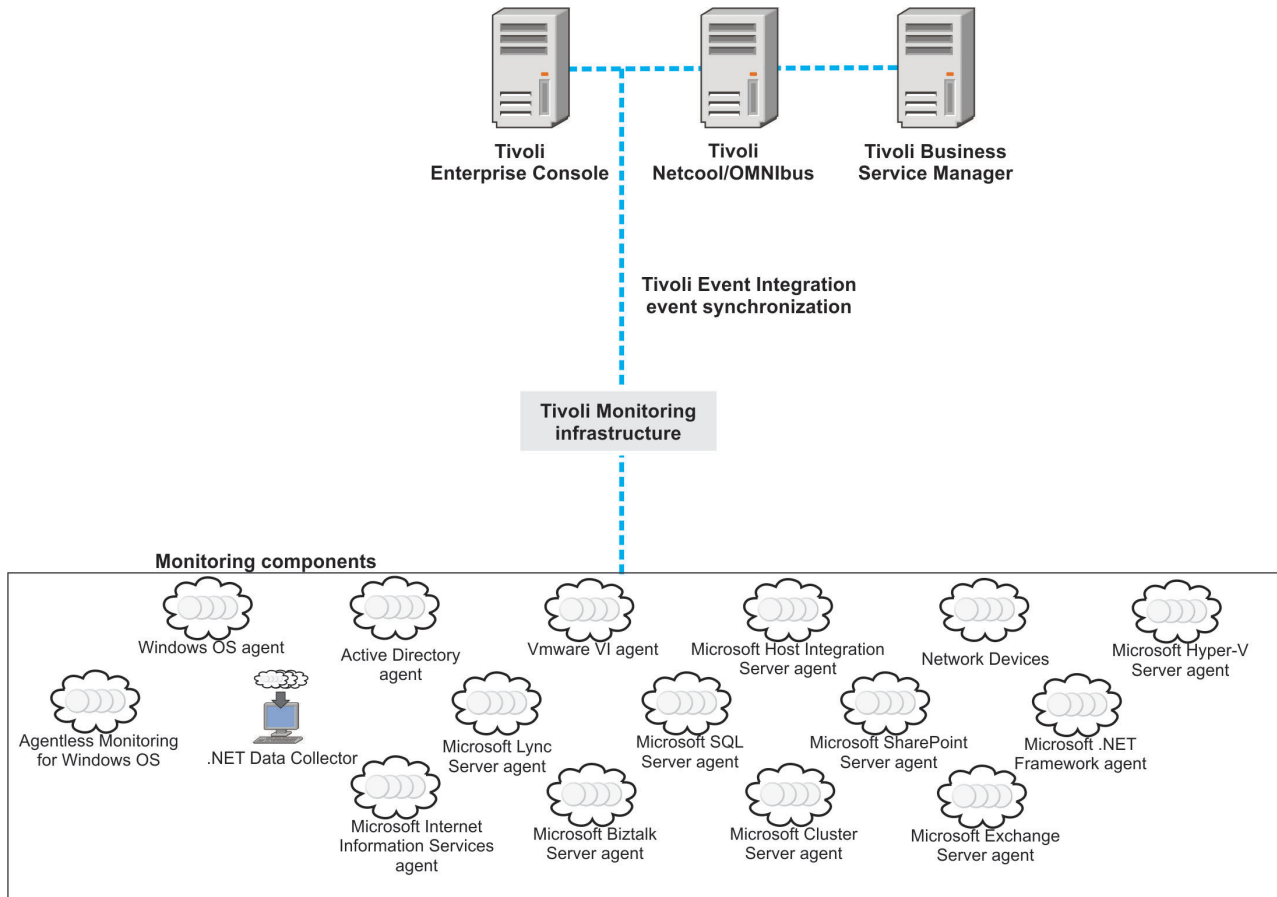 Tivoli
Enterprise Console
Tivoli
Netcool/OMNIbus
Tivoli Business
Service Manager
Tivoli Event Integration
event synchronization
Tivoli Monitoring
infrastructure
Monitoring components
Windows OS agent
Active Directory
agent
Vmware VI agent
Microsoft Host Integration
Server agent
Network Devices
Microsoft Hyper-V
Server agent
Agentless Monitoring
for Windows OS
.NET Data Collector
Microsoft Lync
Server agent
Microsoft SQL
Server agent
Microsoft SharePoint
Server agent
Microsoft .NET
Framework agent
Microsoft Internet
Information Services
agent
Microsoft Biztalk
Server agent
Microsoft Cluster
Server agent
Microsoft Exchange
Server agent